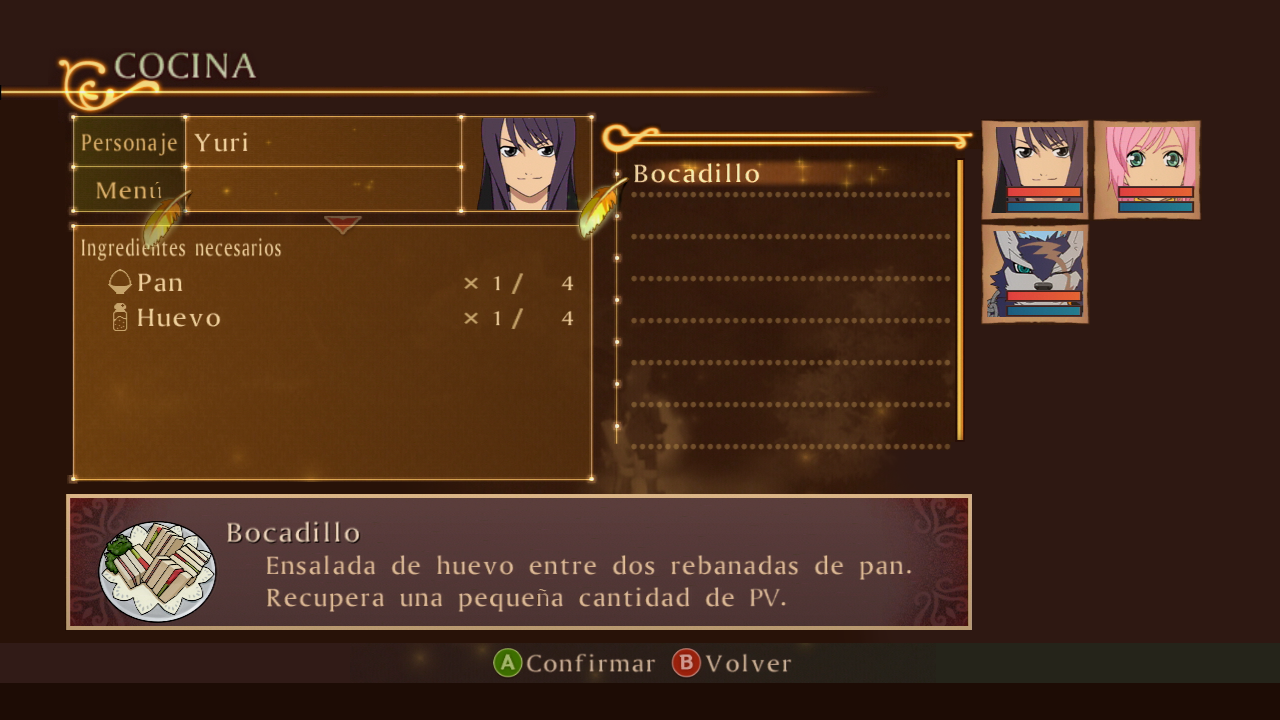 COCINA
Personaje Yuri
Menú
Ingredientes necesarios
Pan × 1 / 4
Huevo × 1 / 4
Bocadillo
Bocadillo
Ensalada de huevo entre dos rebanadas de pan.
Recupera una pequeña cantidad de PV.
A Confirmar B Volver